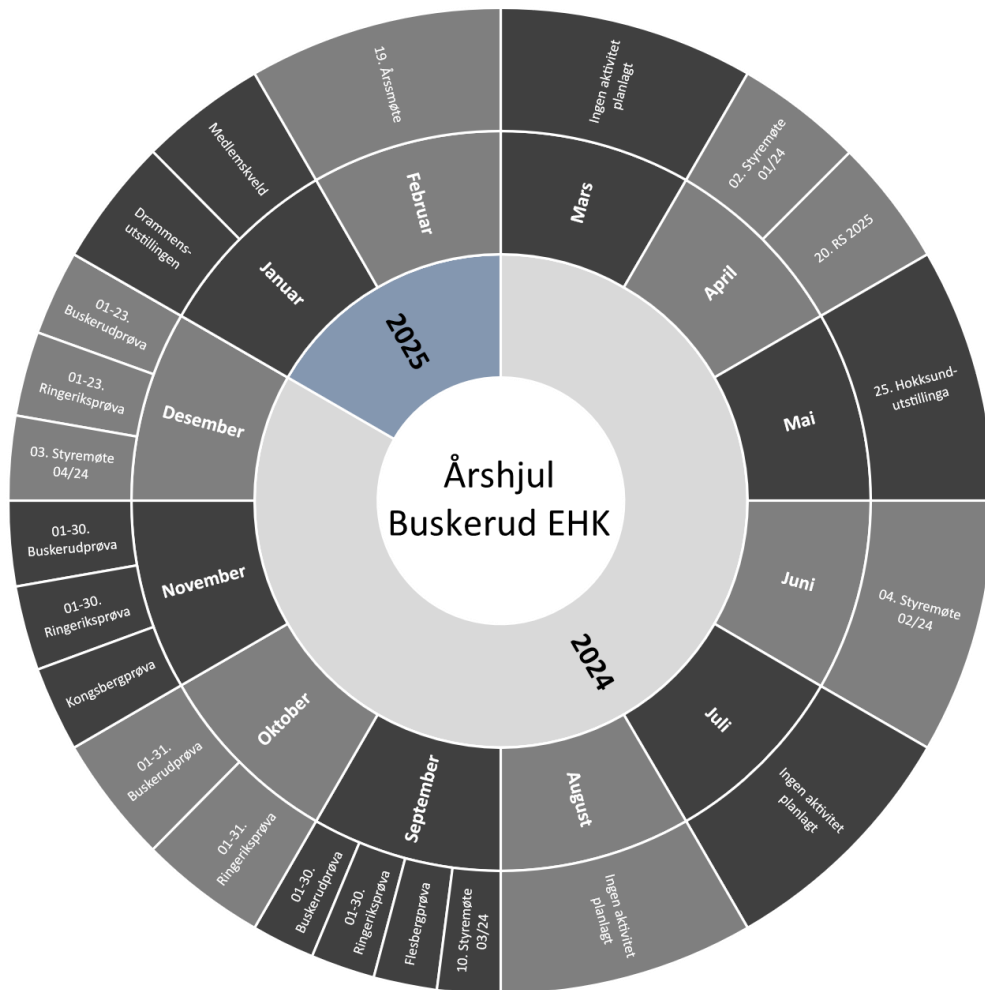 Årshjul
Buskerud EHK
2024
2025
Mars
Ingen aktivitet
planlagt
April
02. Styremøte
01/24
20. RS 2025
Mai
25. Hokksund-
utstillinga
Juni
04. Styremøte
02/24
Juli
Ingen aktivitet
planlagt
August
Ingen aktivitet
planlagt
September
10. Styremøte
03/24
Flesbergprøva
01-30.
Ringeriksprøva
01-30.
Buskerudprøva
Oktober
01-31.
Ringeriksprøva
01-31.
Buskerudprøva
November
Kongsbergprøva
01-30.
Ringeriksprøva
01-30.
Buskerudprøva
Desember
03. Styremøte
04/24
01-23.
Ringeriksprøva
01-23.
Buskerudprøva
Januar
Drammens-
utstillingen
Medlemskveld
Februar
19. Årssmøte